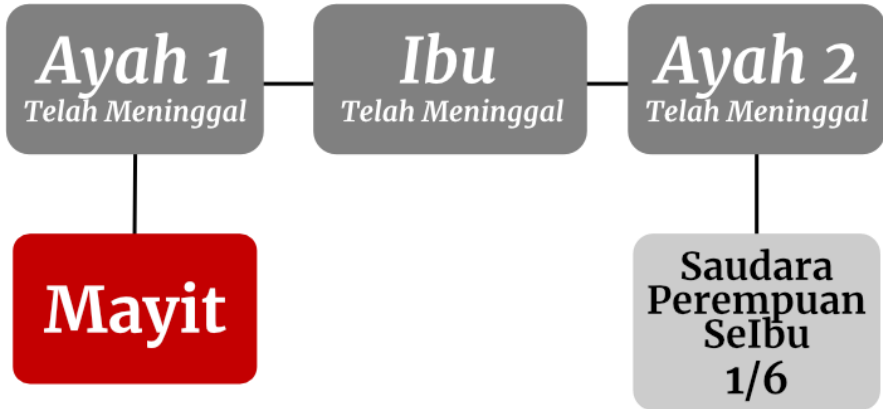 Ayah 1
Telah Meninggal
Ibu
Telah Meninggal
Ayah 2
Telah Meninggal
Mayit
Saudara
Perempuan
SeIbu
1/6